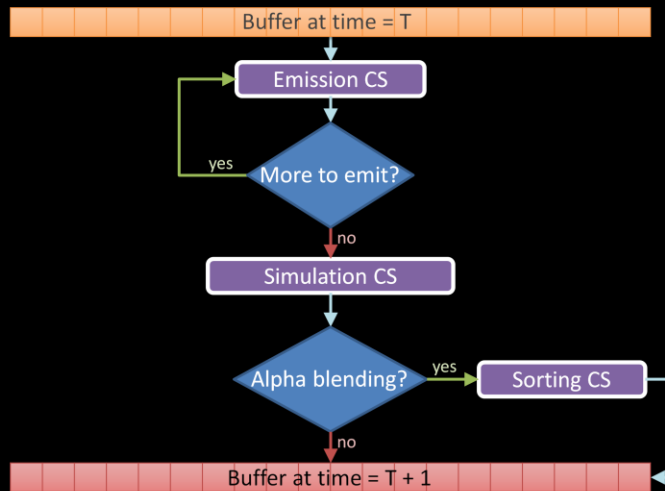 Buffer at time = T
Emission CS
More to emit?
yes
no
Simulation CS
Alpha blending?
yes
Sorting CS
no
Buffer at time = T + 1